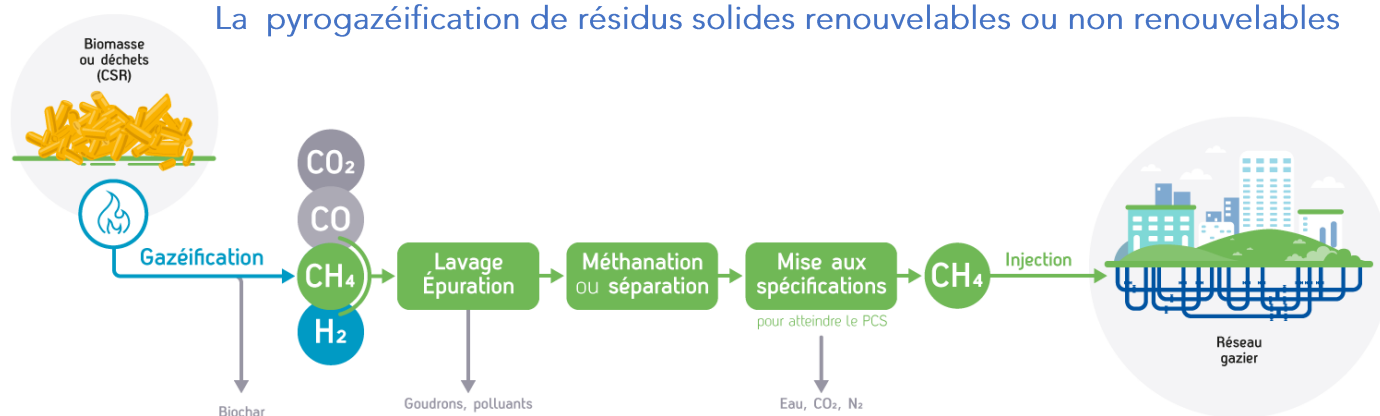 La pyrogazéification de résidus solides renouvelables ou non renouvelables
Biomasse
ou déchets
(CSR)
Gazéification
CO₂
CO
CH₄
H₂
Lavage
Épuration
Méthanation
ou séparation
Mise aux
spécifications
pour atteindre le PCS
CH₄
Injection
Réseau
gazier
Biochar
Goudrons, polluants
Eau, CO₂, N₂